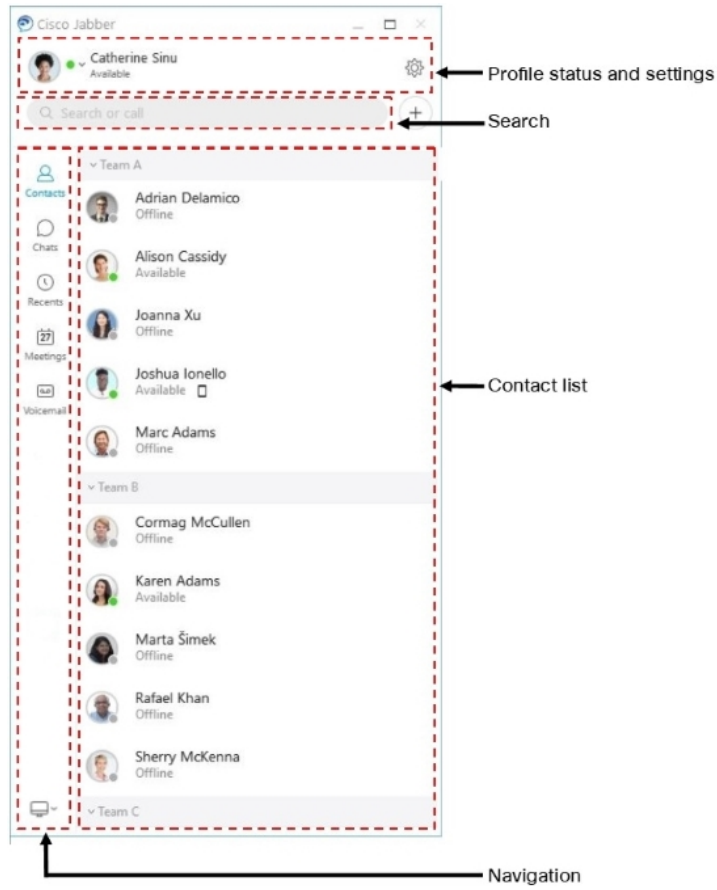 Cisco Jabber
Catherine Sinu
Available
Profile status and settings
Search or call
Search
Contacts
Chats
Recents
27
Meetings
Voicemail
Team A
Adrian Delamico
Offline
Alison Cassidy
Available
Joanna Xu
Offline
Joshua Ionello
Available
Contact list
Marc Adams
Offline
Team B
Cormag McCullen
Offline
Karen Adams
Available
Marta Šimek
Offline
Rafael Khan
Offline
Sherry McKenna
Offline
Team C
Navigation